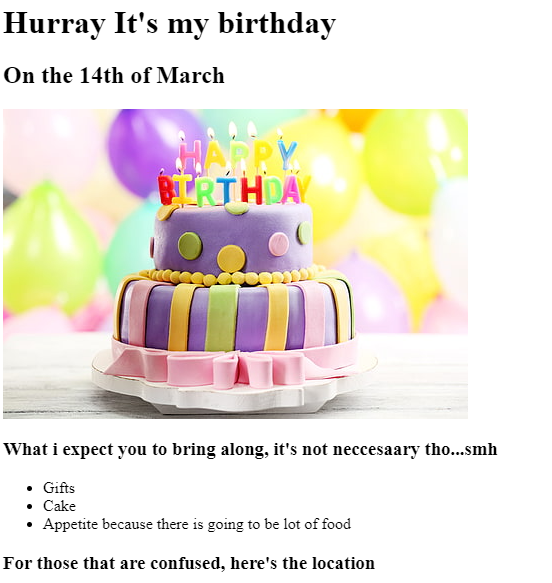 Hurray It's my birthday
On the 14th of March
HAPPY
BIRTHDAY
What i expect you to bring along, it's not neccesaary tho...smh
Gifts
Cake
Appetite because there is going to be lot of food
For those that are confused, here's the location